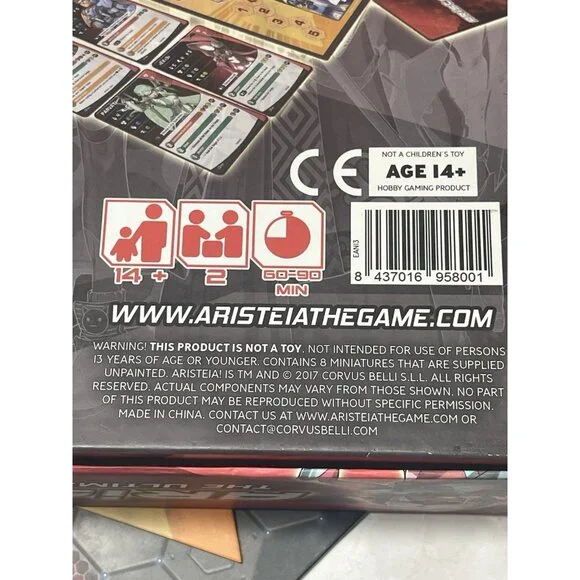 NOT A CHILDREN'S TOY
AGE 14+
HOBBY GAMING PRODUCT
CE
EAN13
8 437016 958001
14 +
2
60-90
MIN
WWW.ARISTEIATHEGAME.COM
WARNING! THIS PRODUCT IS NOT A TOY. NOT INTENDED FOR USE OF PERSONS
13 YEARS OF AGE OR YOUNGER. CONTAINS 8 MINIATURES THAT ARE SUPPLIED
UNPAINTED. ARISTEIA! IS TM AND © 2017 CORVUS BELLI S.L.L. ALL RIGHTS
RESERVED. ACTUAL COMPONENTS MAY VARY FROM THOSE SHOWN. NO PART
OF THIS PRODUCT MAY BE REPRODUCED WITHOUT SPECIFIC PERMISSION.
MADE IN CHINA. CONTACT US AT WWW.ARISTEIATHEGAME.COM OR
CONTACT@CORVUSBELLI.COM
THE ULTIM